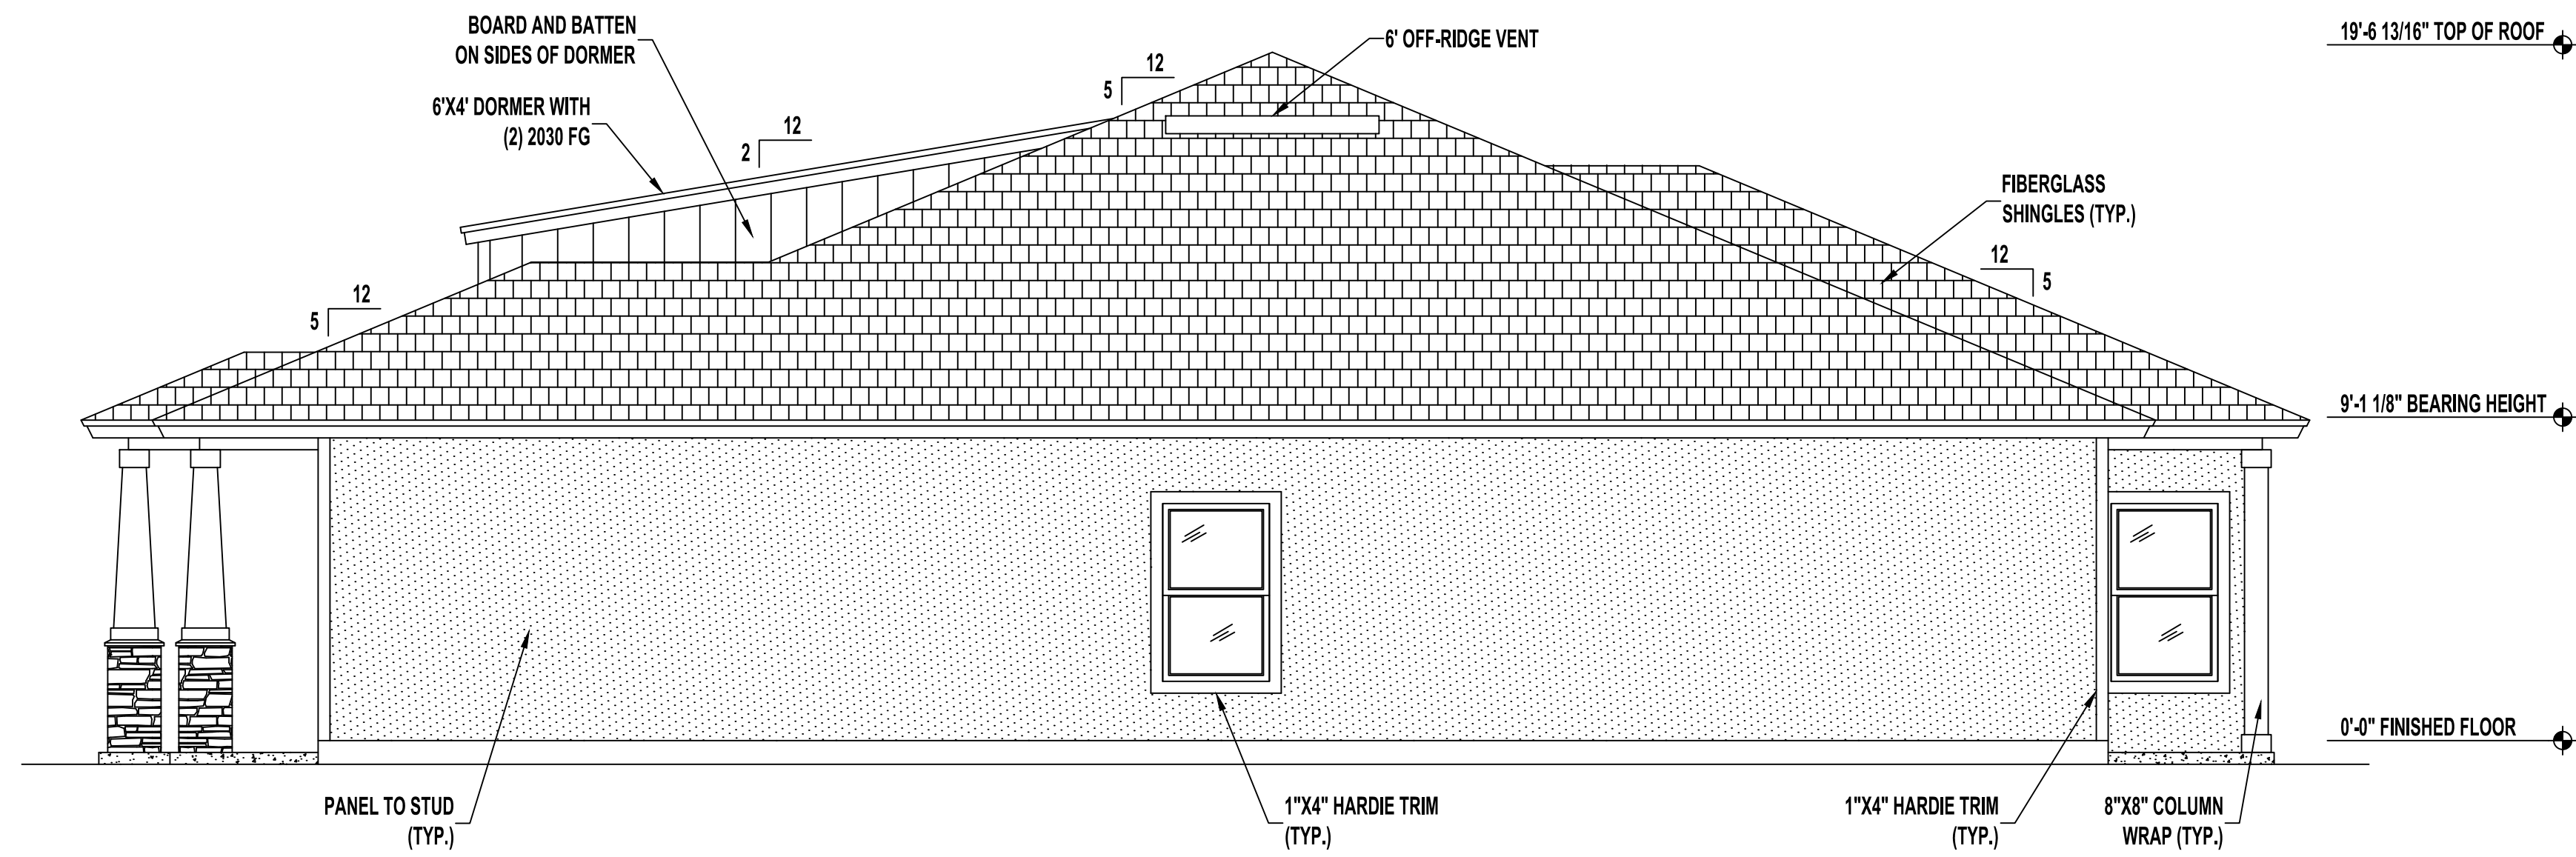 BOARD AND BATTEN
ON SIDES OF DORMER
6'X4' DORMER WITH
(2) 2030 FG
6' OFF-RIDGE VENT
12
5
12
2
12
5
FIBERGLASS
SHINGLES (TYP.)
12
5
19'-6 13/16" TOP OF ROOF
9'-1 1/8" BEARING HEIGHT
0'-0" FINISHED FLOOR
PANEL TO STUD
(TYP.)
1"X4" HARDIE TRIM
(TYP.)
1"X4" HARDIE TRIM
(TYP.)
8"X8" COLUMN
WRAP (TYP.)